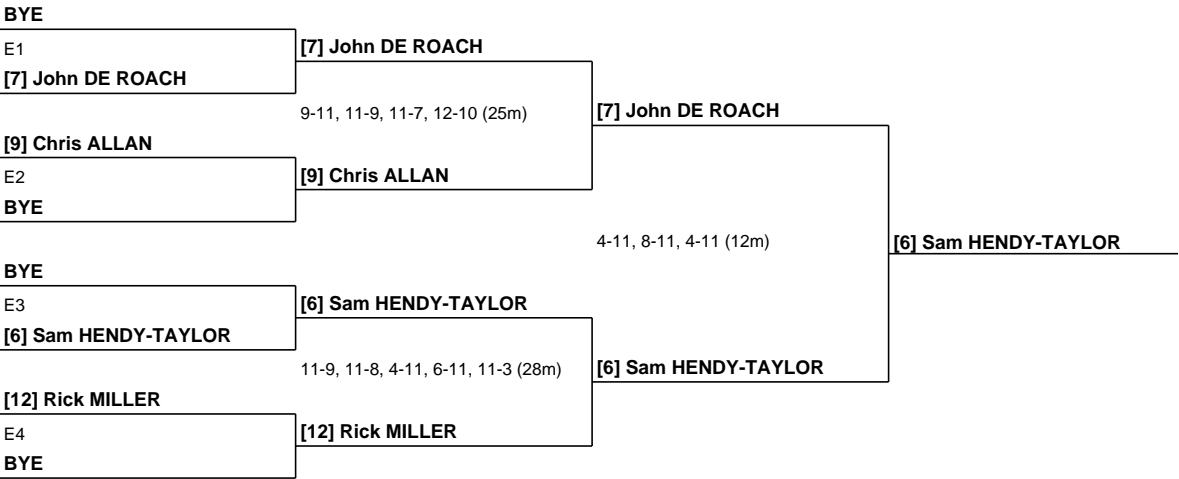 BYE
E1
[7] John DE ROACH
[7] John DE ROACH
9-11, 11-9, 11-7, 12-10 (25m)
[7] John DE ROACH
[9] Chris ALLAN
E2
[9] Chris ALLAN
BYE
4-11, 8-11, 4-11 (12m)
[6] Sam HENDY-TAYLOR
BYE
E3
[6] Sam HENDY-TAYLOR
[6] Sam HENDY-TAYLOR
11-9, 11-8, 4-11, 6-11, 11-3 (28m)
[6] Sam HENDY-TAYLOR
[12] Rick MILLER
E4
[12] Rick MILLER
BYE